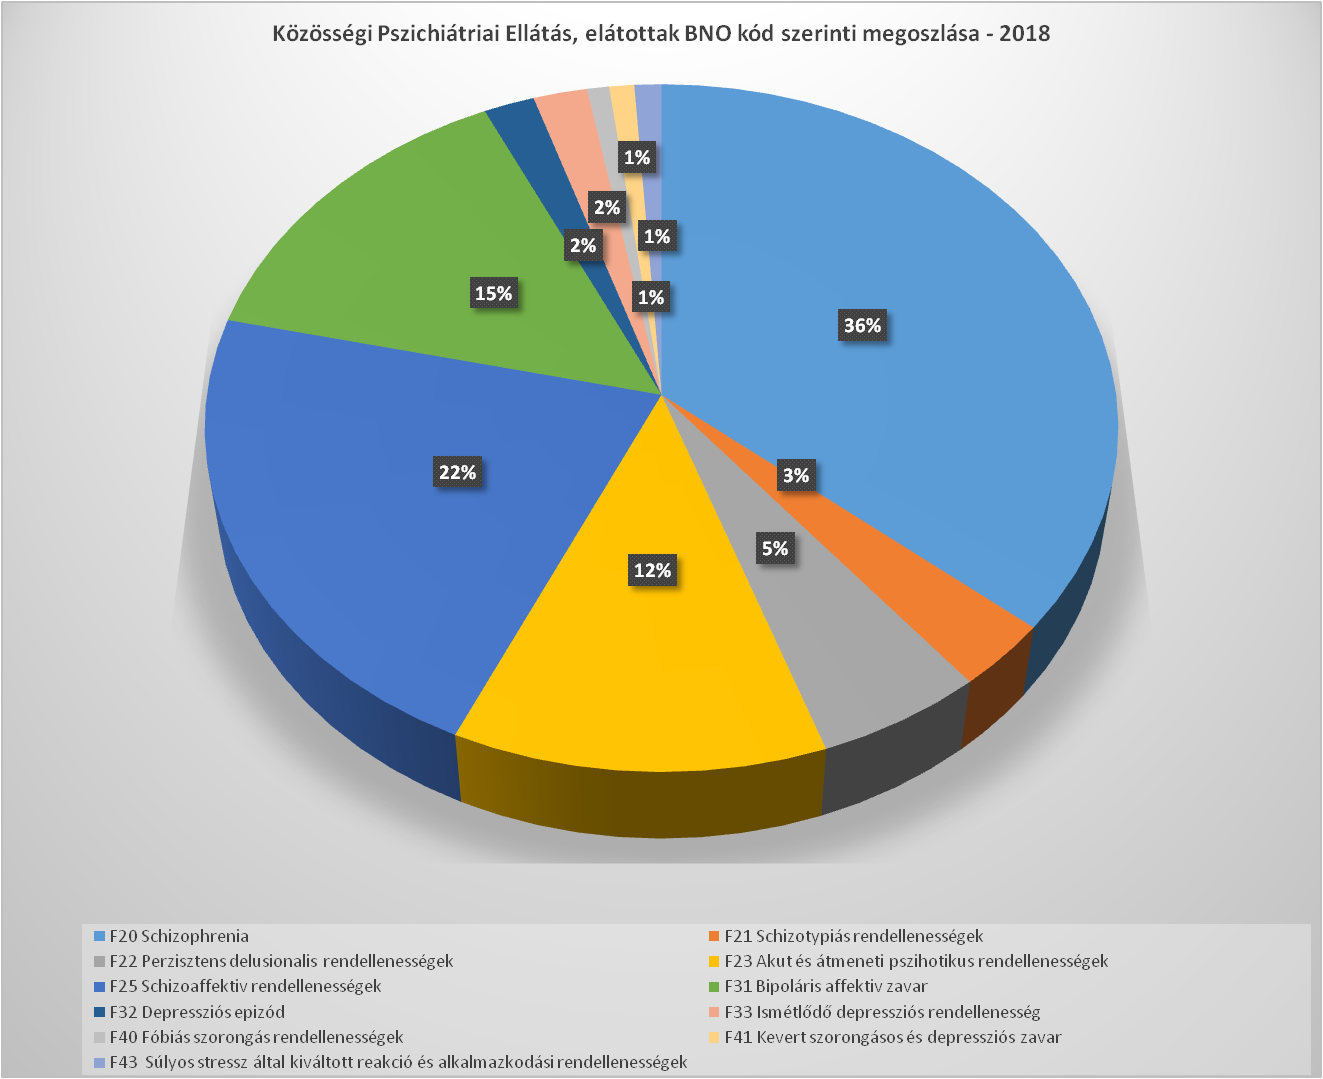 Közösségi Pszichiátriai Ellátás, elátottak BNO kód szerinti megoszlása - 2018
1%
2%
1%
2%
15%
1%
36%
22%
3%
5%
12%
F20 Schizophrenia
F21 Schizotypiás rendellenességek
F22 Perzisztens delusionalis rendellenességek
F23 Akut és átmeneti pszihotikus rendellenességek
F25 Schizoaffektiv rendellenességek
F31 Bipoláris affektiv zavar
F32 Depressziós epizód
F33 Ismétlődő depressziós rendellenesség
F40 Fóbiás szorongás rendellenességek
F41 Kevert szorongásos és depressziós zavar
F43  Súlyos stressz által kiváltott reakció és alkalmazkodási rendellenességek